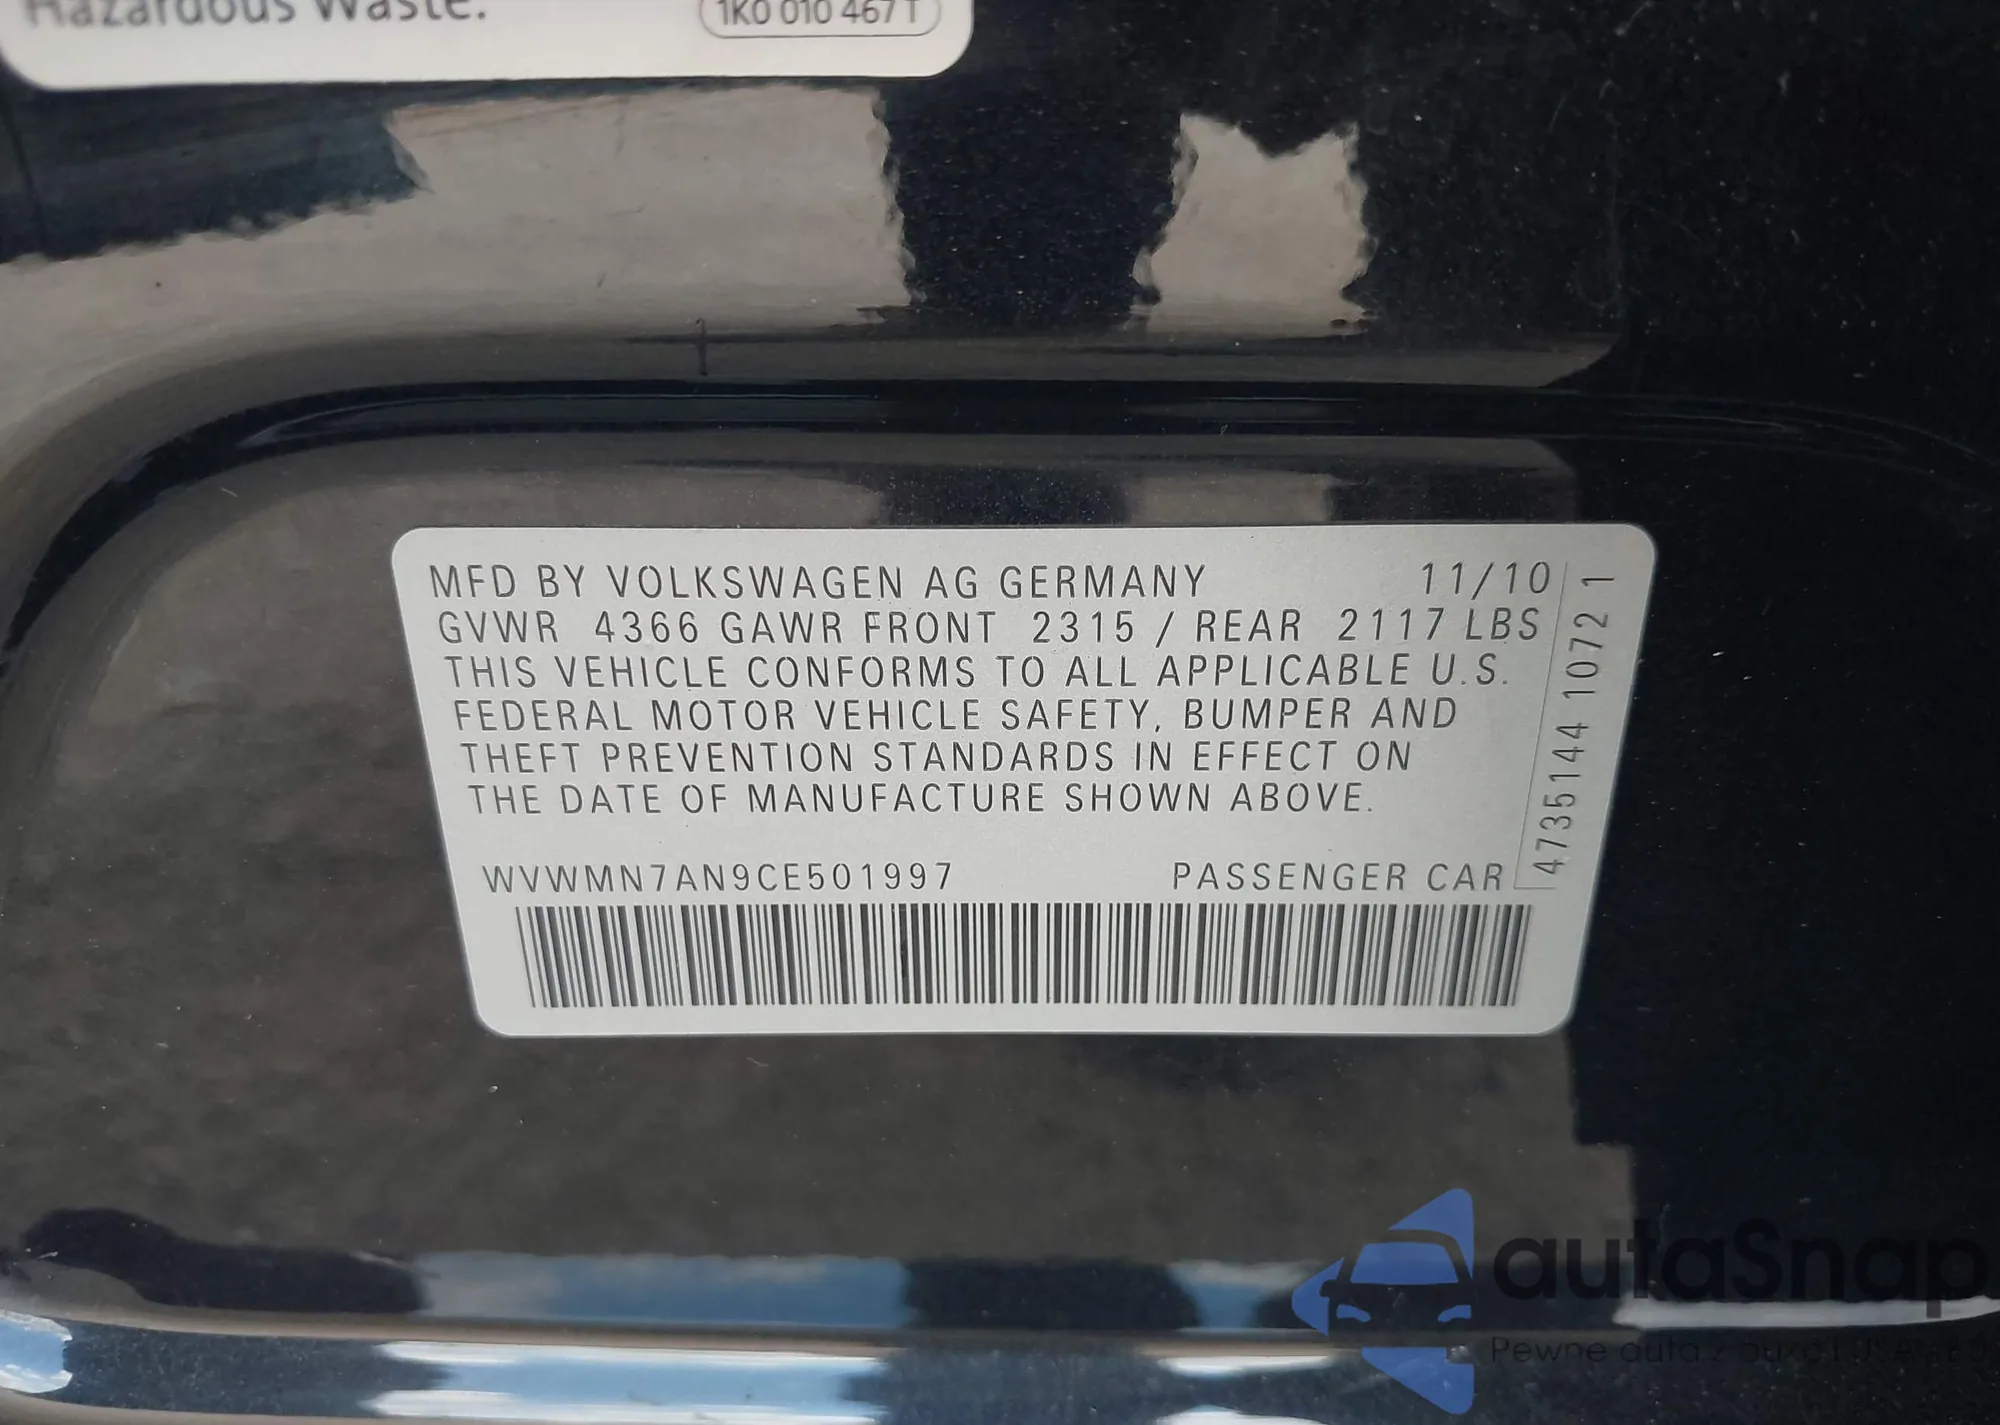 Hazardous Waste.
1K0 010 467 T
MFD BY VOLKSWAGEN AG GERMANY 11/10
GVWR 4366 GAWR FRONT 2315 / REAR 2117 LBS
THIS VEHICLE CONFORMS TO ALL APPLICABLE U.S.
FEDERAL MOTOR VEHICLE SAFETY, BUMPER AND
THEFT PREVENTION STANDARDS IN EFFECT ON
THE DATE OF MANUFACTURE SHOWN ABOVE.
WVWMN7AN9CE501997 PASSENGER CAR
4735144 1072 1
autaSnap
Pewne auta z